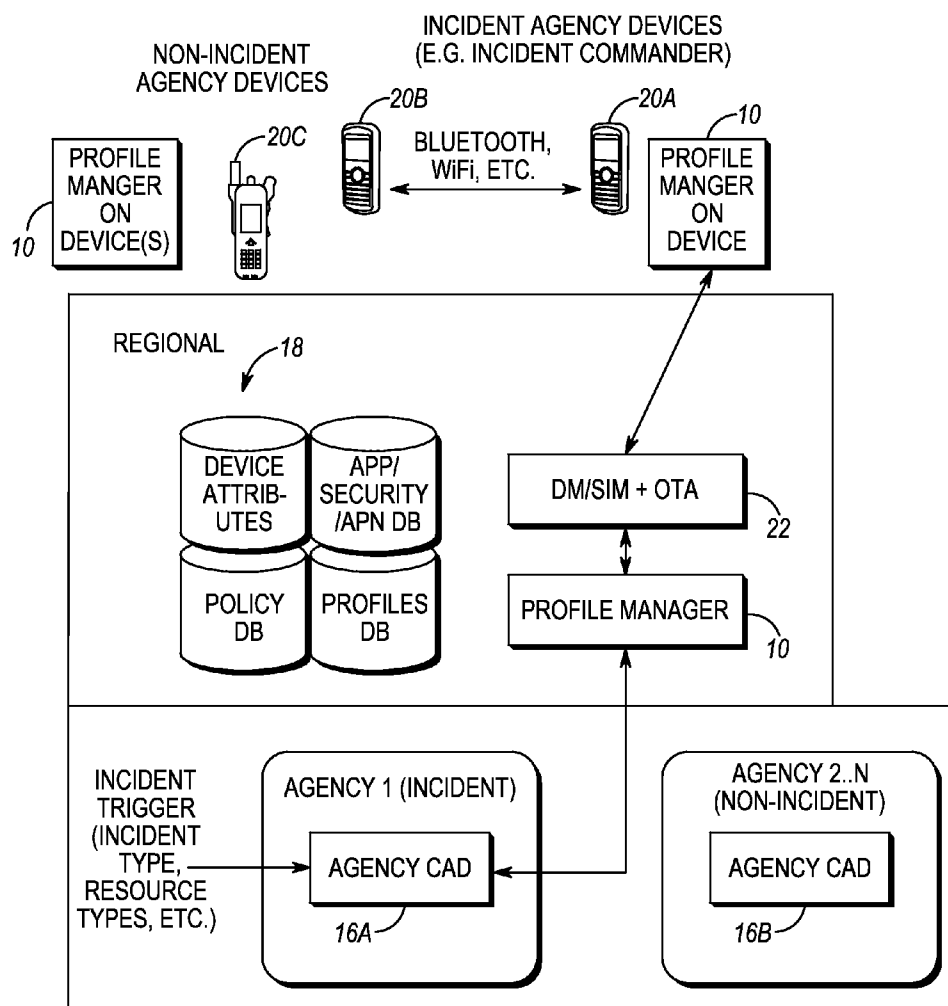 INCIDENT AGENCY DEVICES
(E.G. INCIDENT COMMANDER)
NON-INCIDENT
AGENCY DEVICES
20B
20A
10
20C
BLUETOOTH,
WiFi, ETC.
PROFILE
MANGER
ON
DEVICE(S)
10
PROFILE
MANGER
ON
DEVICE
REGIONAL
18
DEVICE
ATTRIB-
UTES
APP/
SECURITY
/APN DB
POLICY
DB
PROFILES
DB
DM/SIM + OTA
22
PROFILE MANAGER
10
INCIDENT
TRIGGER
(INCIDENT
TYPE,
RESOURCE
TYPES, ETC.)
AGENCY 1 (INCIDENT)
AGENCY CAD
16A
AGENCY 2..N
(NON-INCIDENT)
AGENCY CAD
16B